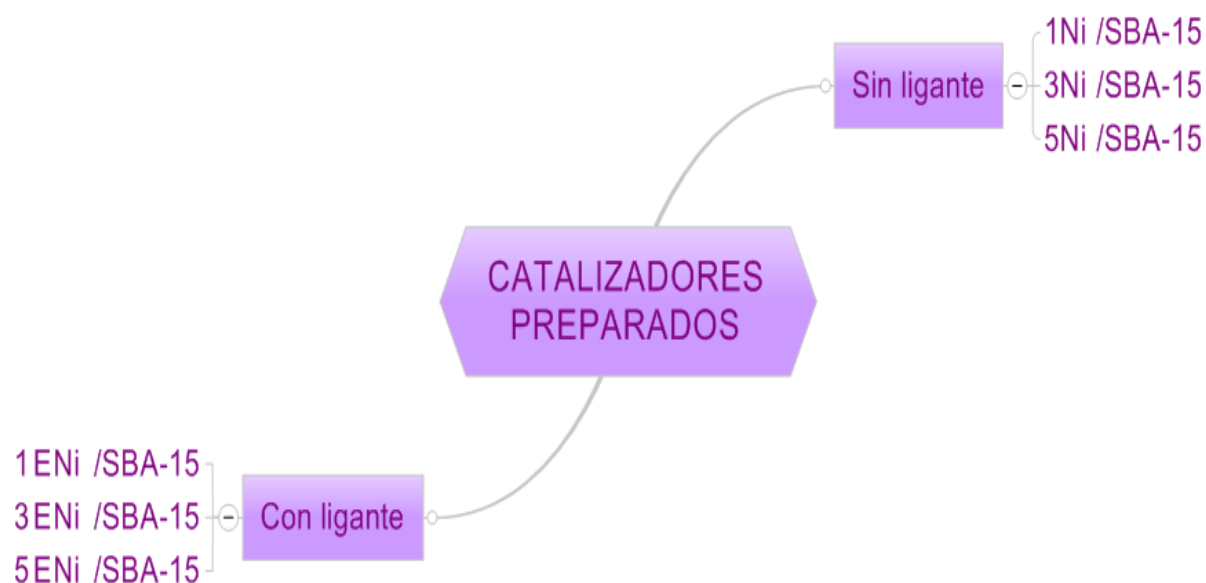 Sin ligante
1Ni /SBA-15
3Ni /SBA-15
5Ni /SBA-15
CATALIZADORES
PREPARADOS
1ENi /SBA-15
3ENi /SBA-15
5ENi /SBA-15
Con ligante